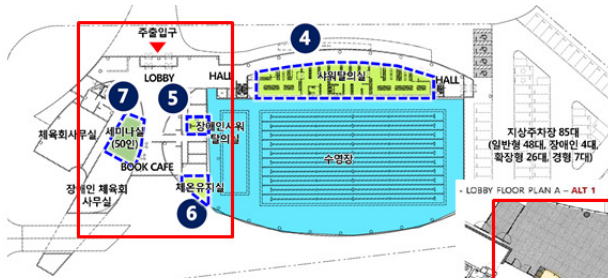 주출입구
4
LOBBY
HALL
샤워탈의실
HALL
7
5
세미나실
(50인)
장애인샤워
탈의실
체육회사무실
수영장
지상주차장 85대
(일반형 48대, 장애인 4대,
확장형 26대, 경형 7대)
BOOK CAFE
장애인 체육회
사무실
체온유지실
6
- LOBBY FLOOR PLAN A – ALT 1